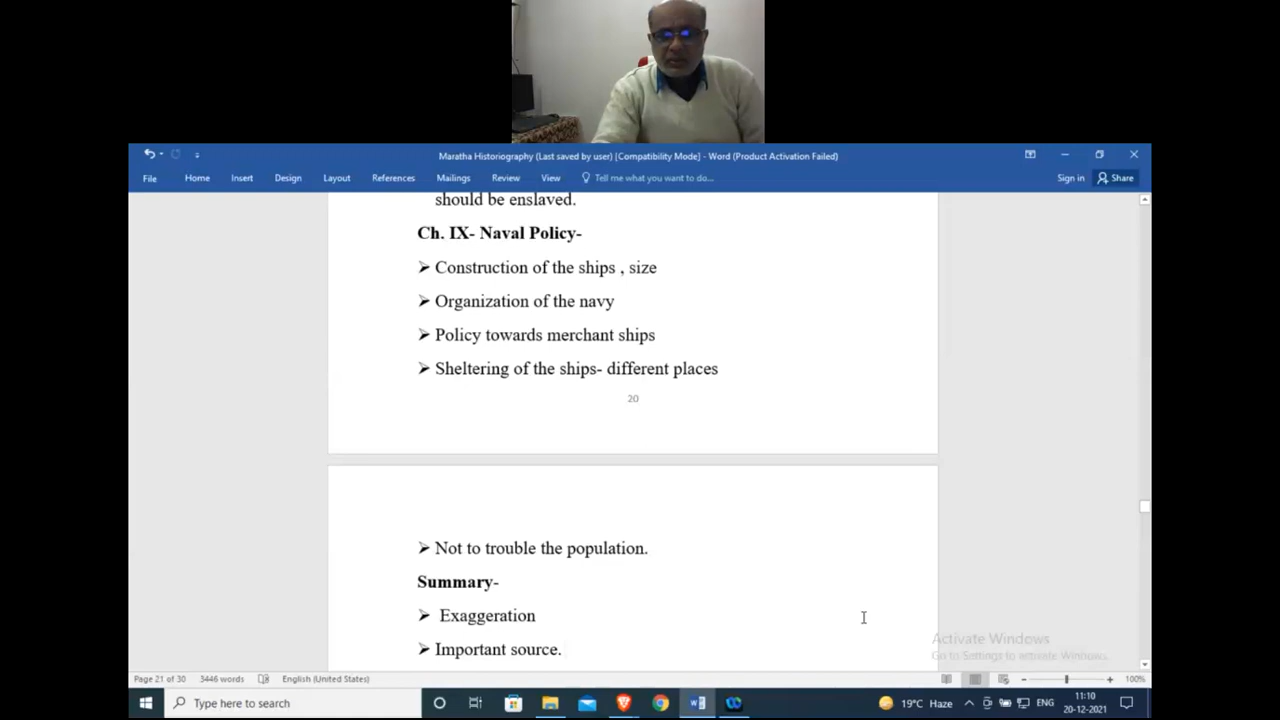 Maratha Historiography (Last saved by user) [Compatibility Mode] - Word (Product Activation Failed)
File Home Insert Design Layout References Mailings Review View Tell me what you want to do... Sign in Share
should be enslaved.
Ch. IX- Naval Policy-
➢ Construction of the ships , size
➢ Organization of the navy
➢ Policy towards merchant ships
➢ Sheltering of the ships- different places
20
➢ Not to trouble the population.
Summary-
➢ Exaggeration
➢ Important source.
Activate Windows
Go to Settings to activate Windows.
Page 21 of 30 3446 words English (United States) 100%
Type here to search 19°C Haze ENG 11:10
20-12-2021